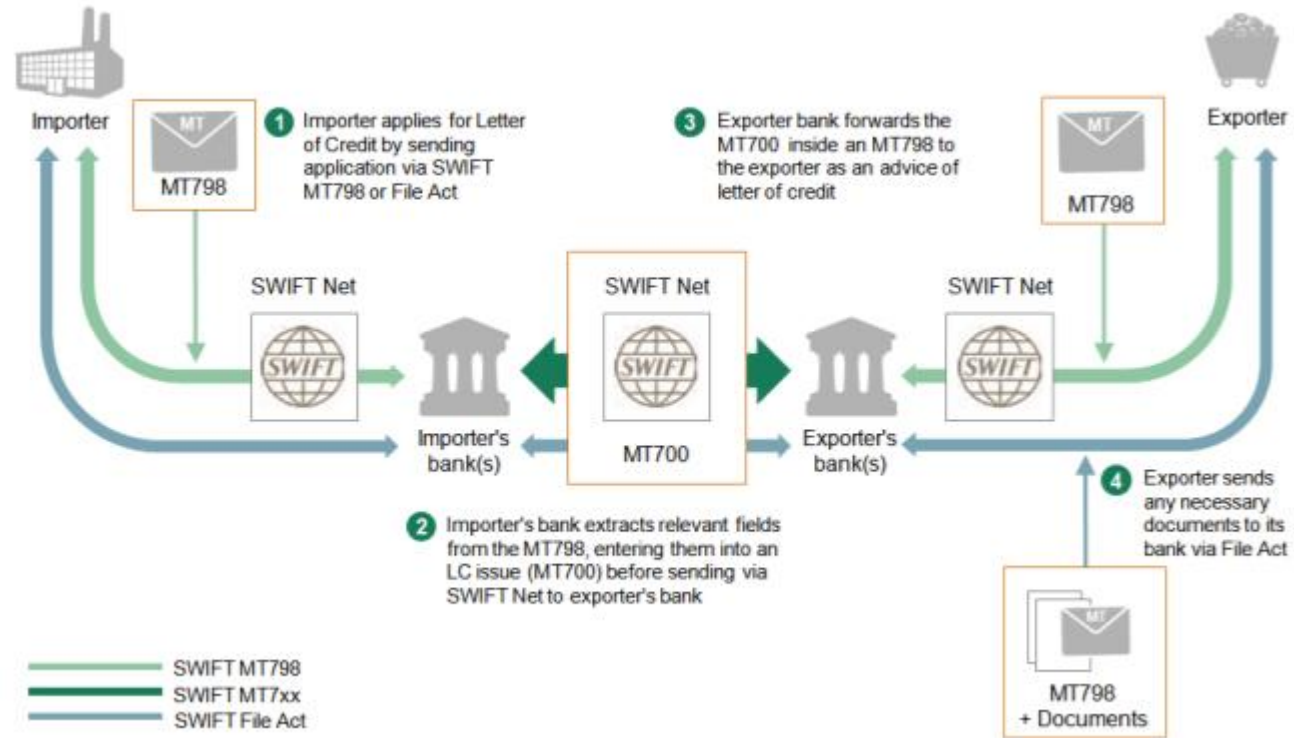 Importer
MT
MT798
1
Importer applies for Letter
of Credit by sending
application via SWIFT
MT798 or File Act
3
Exporter bank forwards the
MT700 inside an MT798 to
the exporter as an advice of
letter of credit
MT
MT798
Exporter
SWIFT Net
SWIFT
Importer's
bank(s)
SWIFT Net
SWIFT
MT700
Exporter's
bank(s)
SWIFT Net
SWIFT
2
Importer's bank extracts relevant fields
from the MT798, entering them into an
LC issue (MT700) before sending via
SWIFT Net to exporter's bank
4
Exporter sends
any necessary
documents to its
bank via File Act
MT
MT798
+ Documents
SWIFT MT798
SWIFT MT7xx
SWIFT File Act